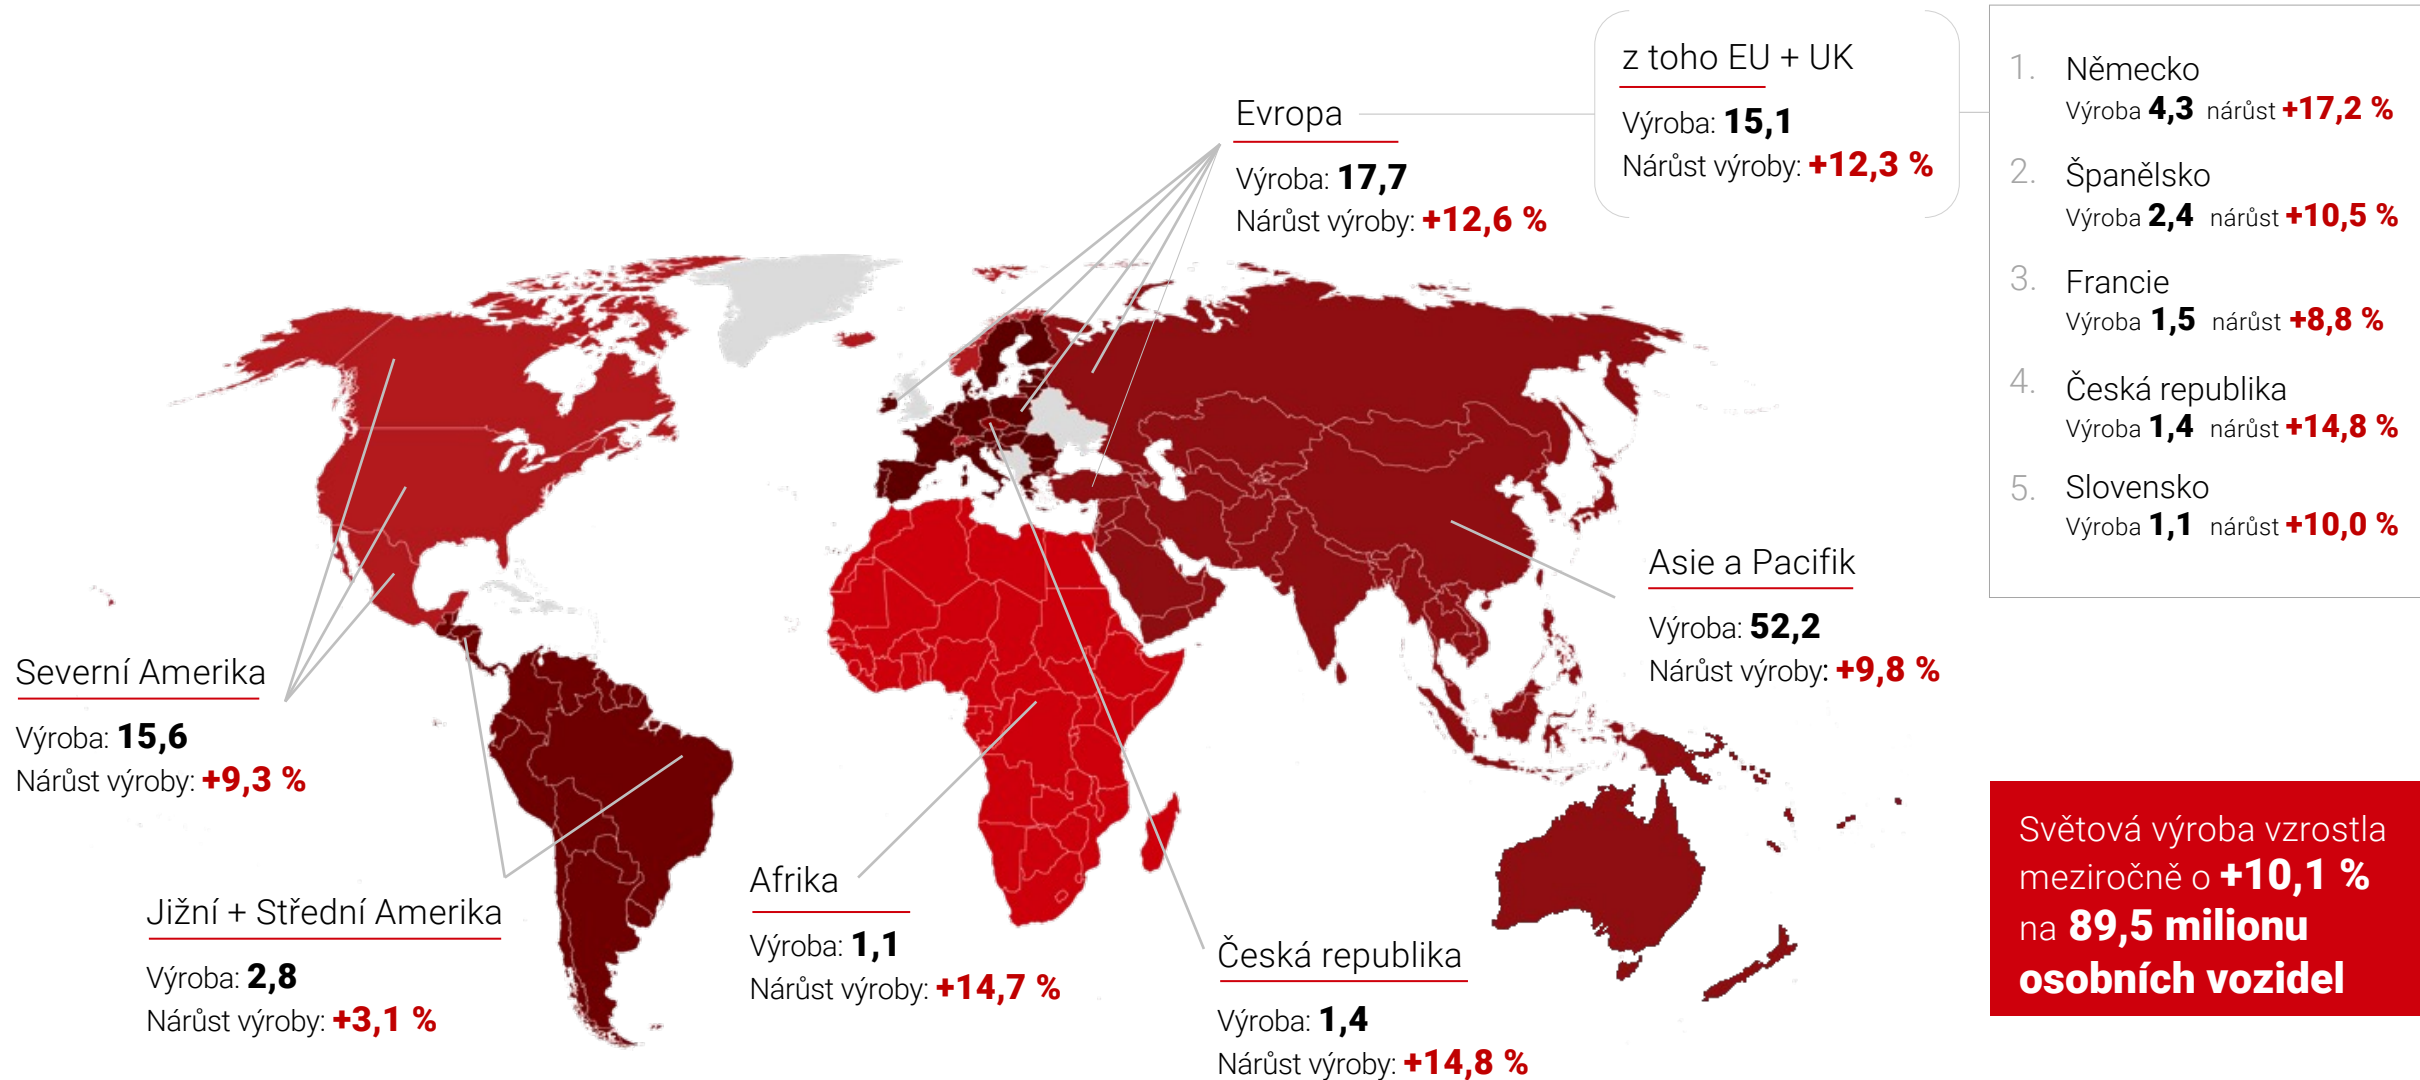 z toho EU + UK
Výroba: 15,1
Nárůst výroby: +12,3 %
Evropa
Výroba: 17,7
Nárůst výroby: +12,6 %
1. Německo
Výroba 4,3 nárůst +17,2 %
2. Španělsko
Výroba 2,4 nárůst +10,5 %
3. Francie
Výroba 1,5 nárůst +8,8 %
4. Česká republika
Výroba 1,4 nárůst +14,8 %
5. Slovensko
Výroba 1,1 nárůst +10,0 %
Asie a Pacifik
Výroba: 52,2
Nárůst výroby: +9,8 %
Severní Amerika
Výroba: 15,6
Nárůst výroby: +9,3 %
Jižní + Střední Amerika
Výroba: 2,8
Nárůst výroby: +3,1 %
Afrika
Výroba: 1,1
Nárůst výroby: +14,7 %
Česká republika
Výroba: 1,4
Nárůst výroby: +14,8 %
Světová výroba vzrostla
meziročně o +10,1 %
na 89,5 milionu
osobních vozidel